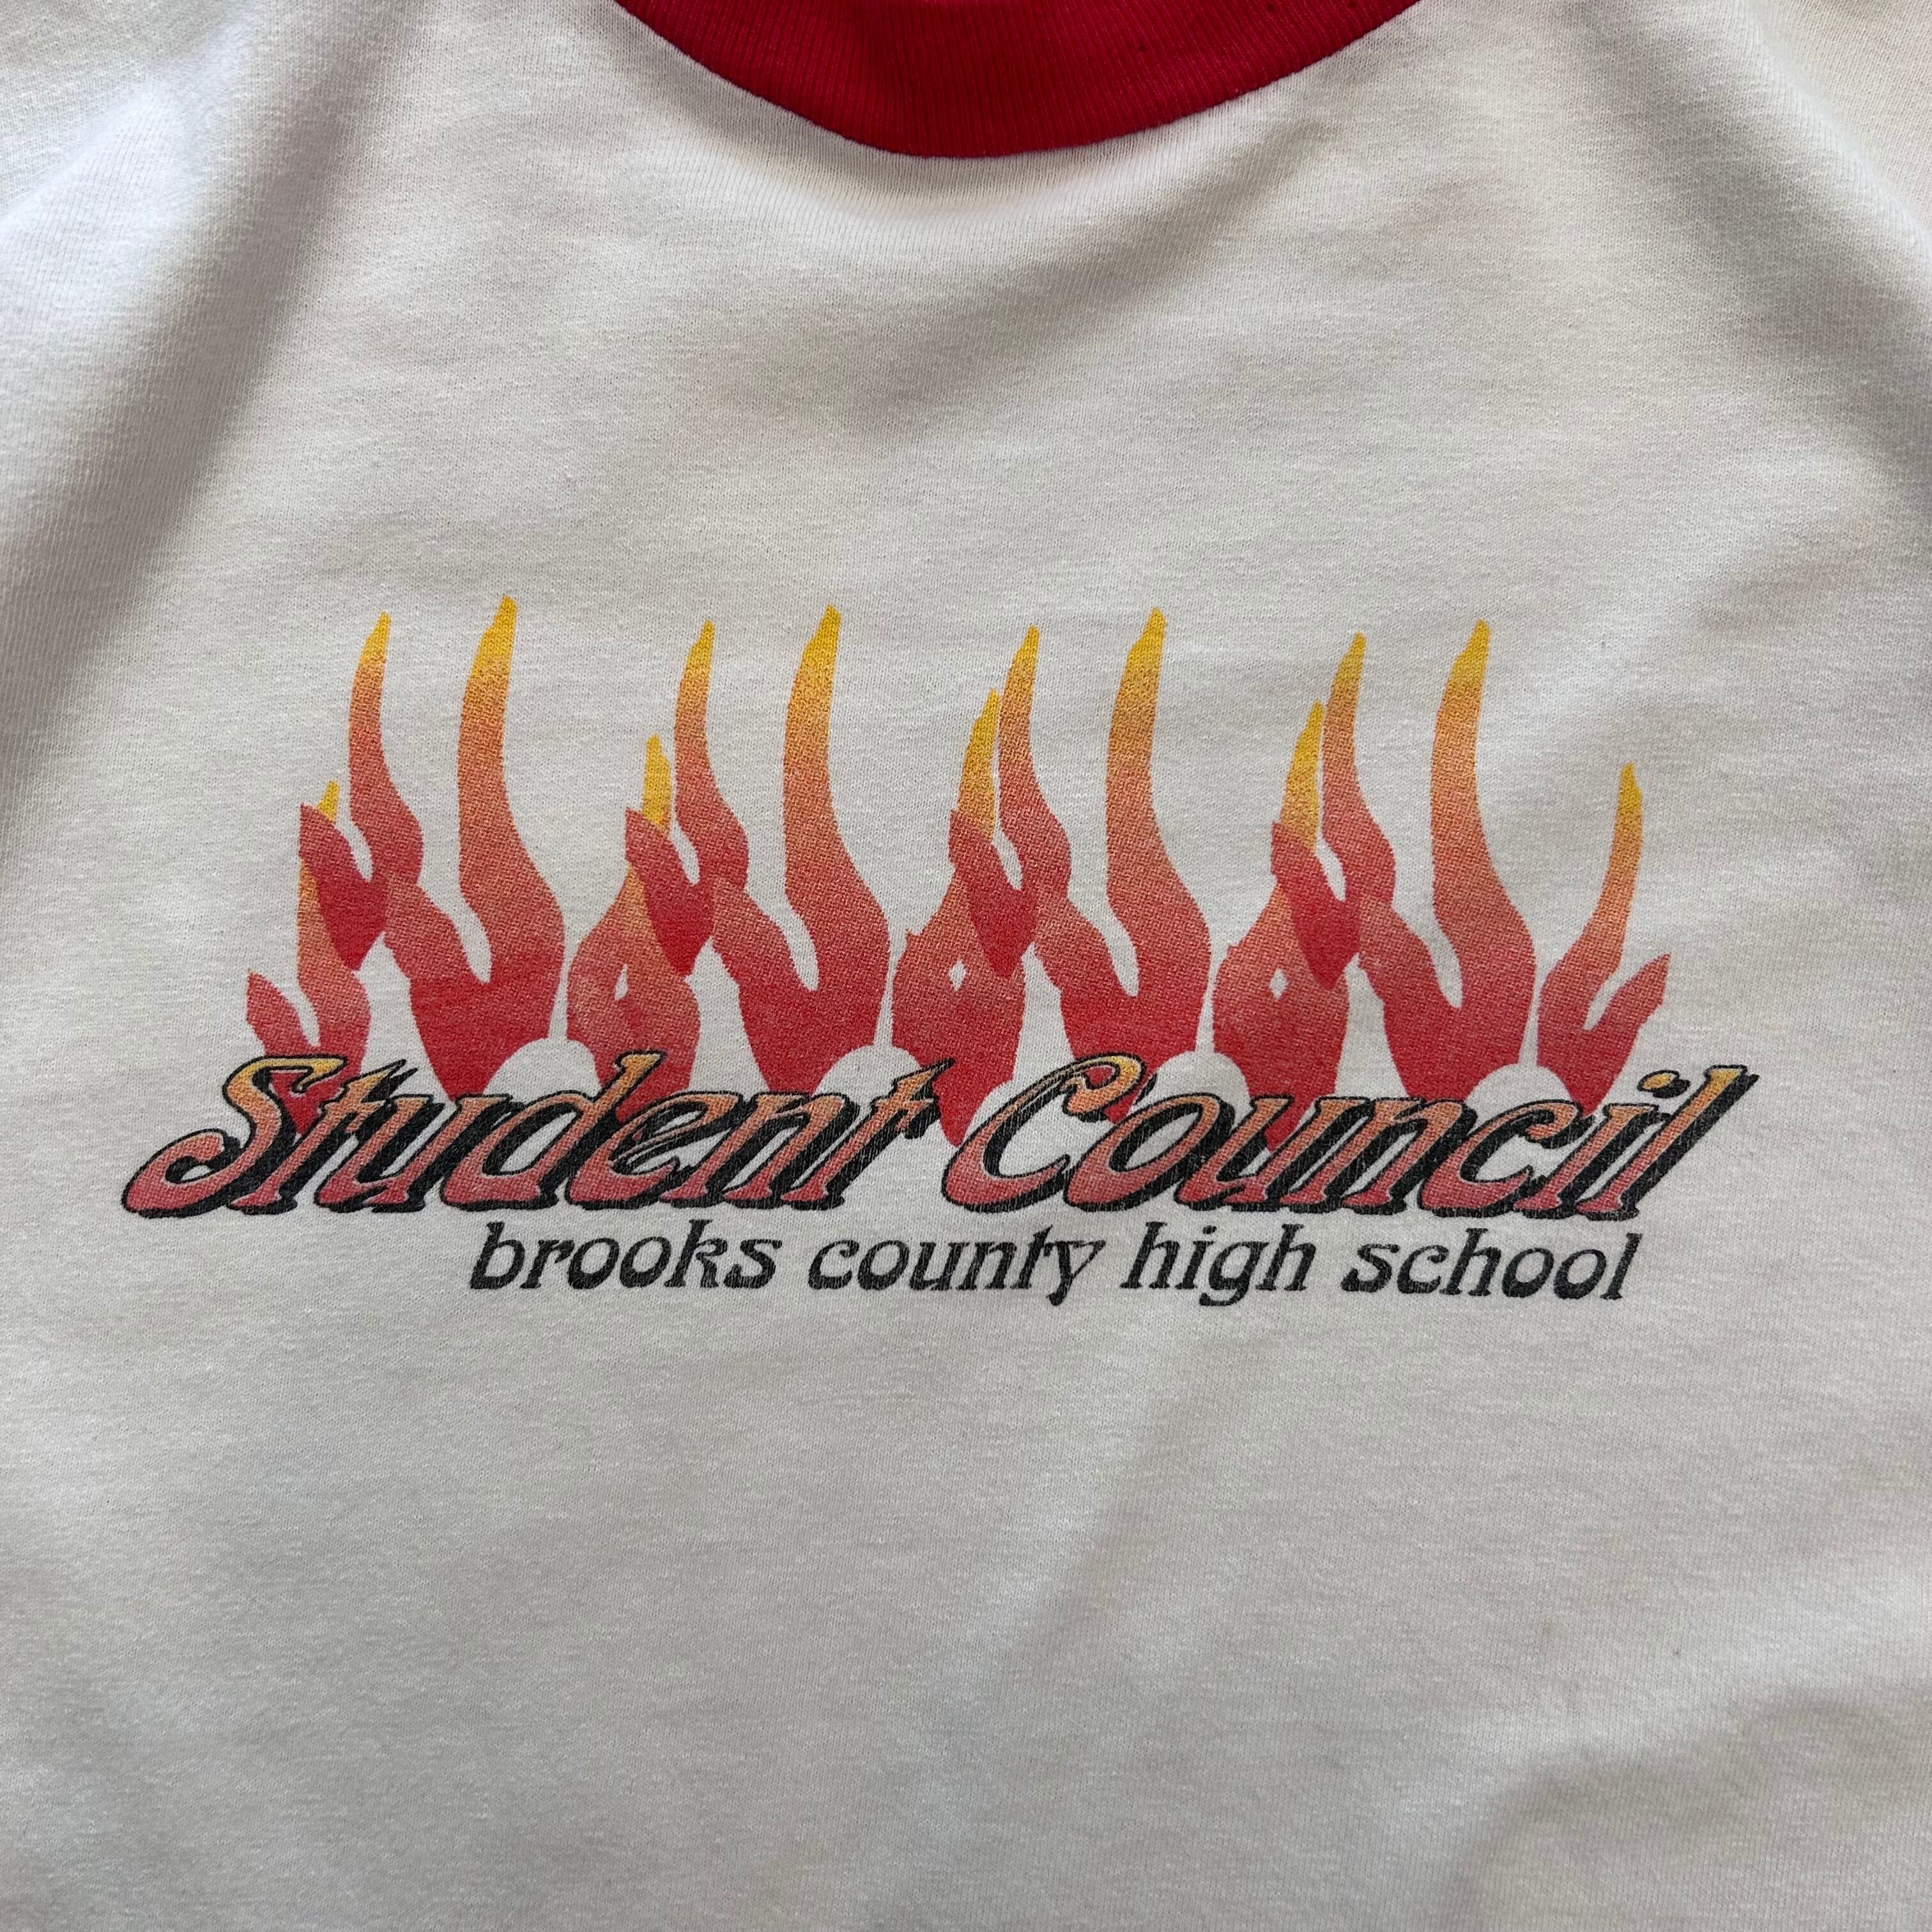 Student Council
brooks county high school